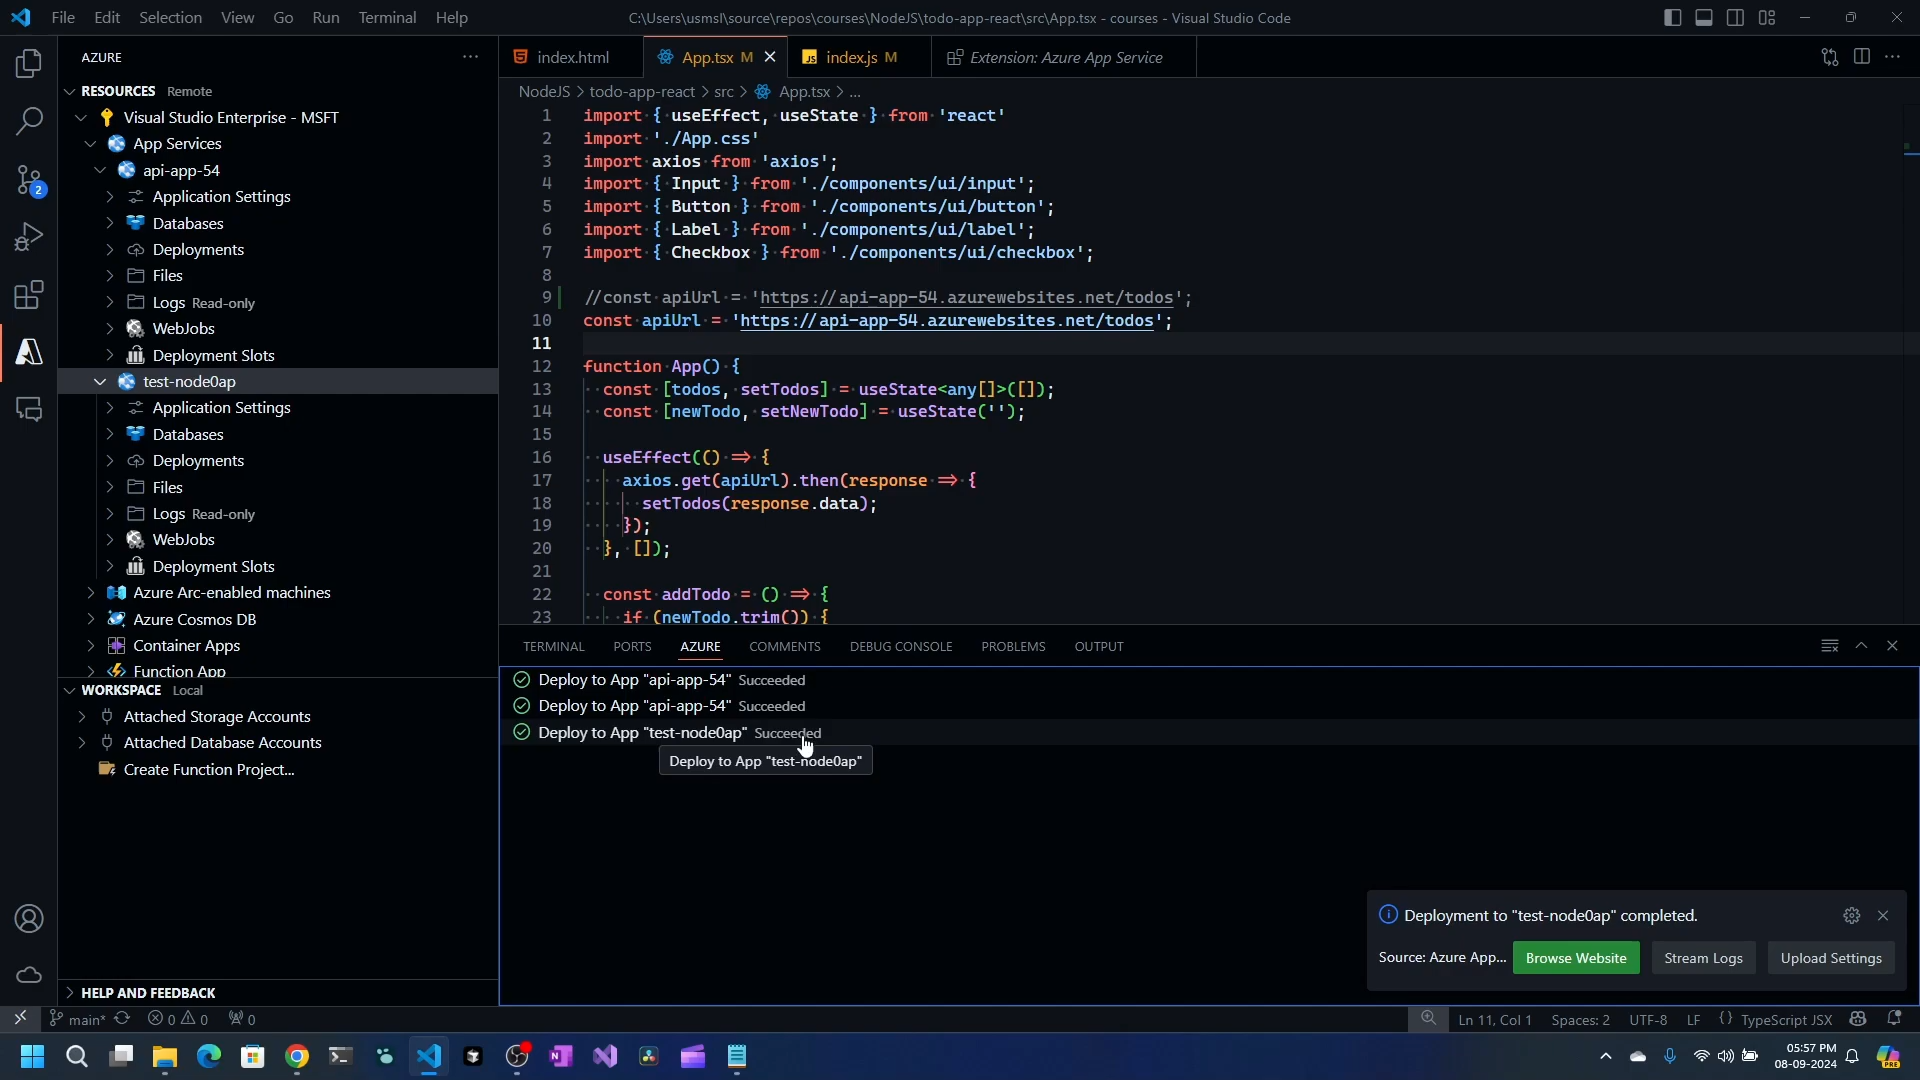 File Edit Selection View Go Run Terminal Help
C:\Users\usmsl\source\repos\courses\NodeJS\todo-app-react\src\App.tsx - courses - Visual Studio Code
AZURE
RESOURCES Remote
Visual Studio Enterprise - MSFT
App Services
api-app-54
Application Settings
Databases
Deployments
Files
Logs Read-only
WebJobs
Deployment Slots
test-node0ap
Application Settings
Databases
Deployments
Files
Logs Read-only
WebJobs
Deployment Slots
Azure Arc-enabled machines
Azure Cosmos DB
Container Apps
Function App
WORKSPACE Local
Attached Storage Accounts
Attached Database Accounts
Create Function Project...
HELP AND FEEDBACK
2
index.html App.tsx M index.js M Extension: Azure App Service
NodeJS > todo-app-react > src > App.tsx > ...
1 import { useEffect, useState } from 'react'
2 import './App.css'
3 import axios from 'axios';
4 import { Input } from './components/ui/input';
5 import { Button } from './components/ui/button';
6 import { Label } from './components/ui/label';
7 import { Checkbox } from './components/ui/checkbox';
8
9 //const apiUrl = 'https://api-app-54.azurewebsites.net/todos';
10 const apiUrl = 'https://api-app-54.azurewebsites.net/todos';
11
12 function App() {
13 const [todos, setTodos] = useState<any[]>([]);
14 const [newTodo, setNewTodo] = useState('');
15
16 useEffect(() => {
17 axios.get(apiUrl).then(response => {
18 setTodos(response.data);
19 });
20 }, []);
21
22 const addTodo = () => {
23 if (newTodo.trim()) {
TERMINAL PORTS AZURE COMMENTS DEBUG CONSOLE PROBLEMS OUTPUT
Deploy to App "api-app-54" Succeeded
Deploy to App "api-app-54" Succeeded
Deploy to App "test-node0ap" Succeeded
Deploy to App "test-node0ap"
Deployment to "test-node0ap" completed.
Source: Azure App... Browse Website Stream Logs Upload Settings
main* 0 0 0 Ln 11, Col 1 Spaces: 2 UTF-8 LF {} TypeScript JSX
05:57 PM
08-09-2024
PRE